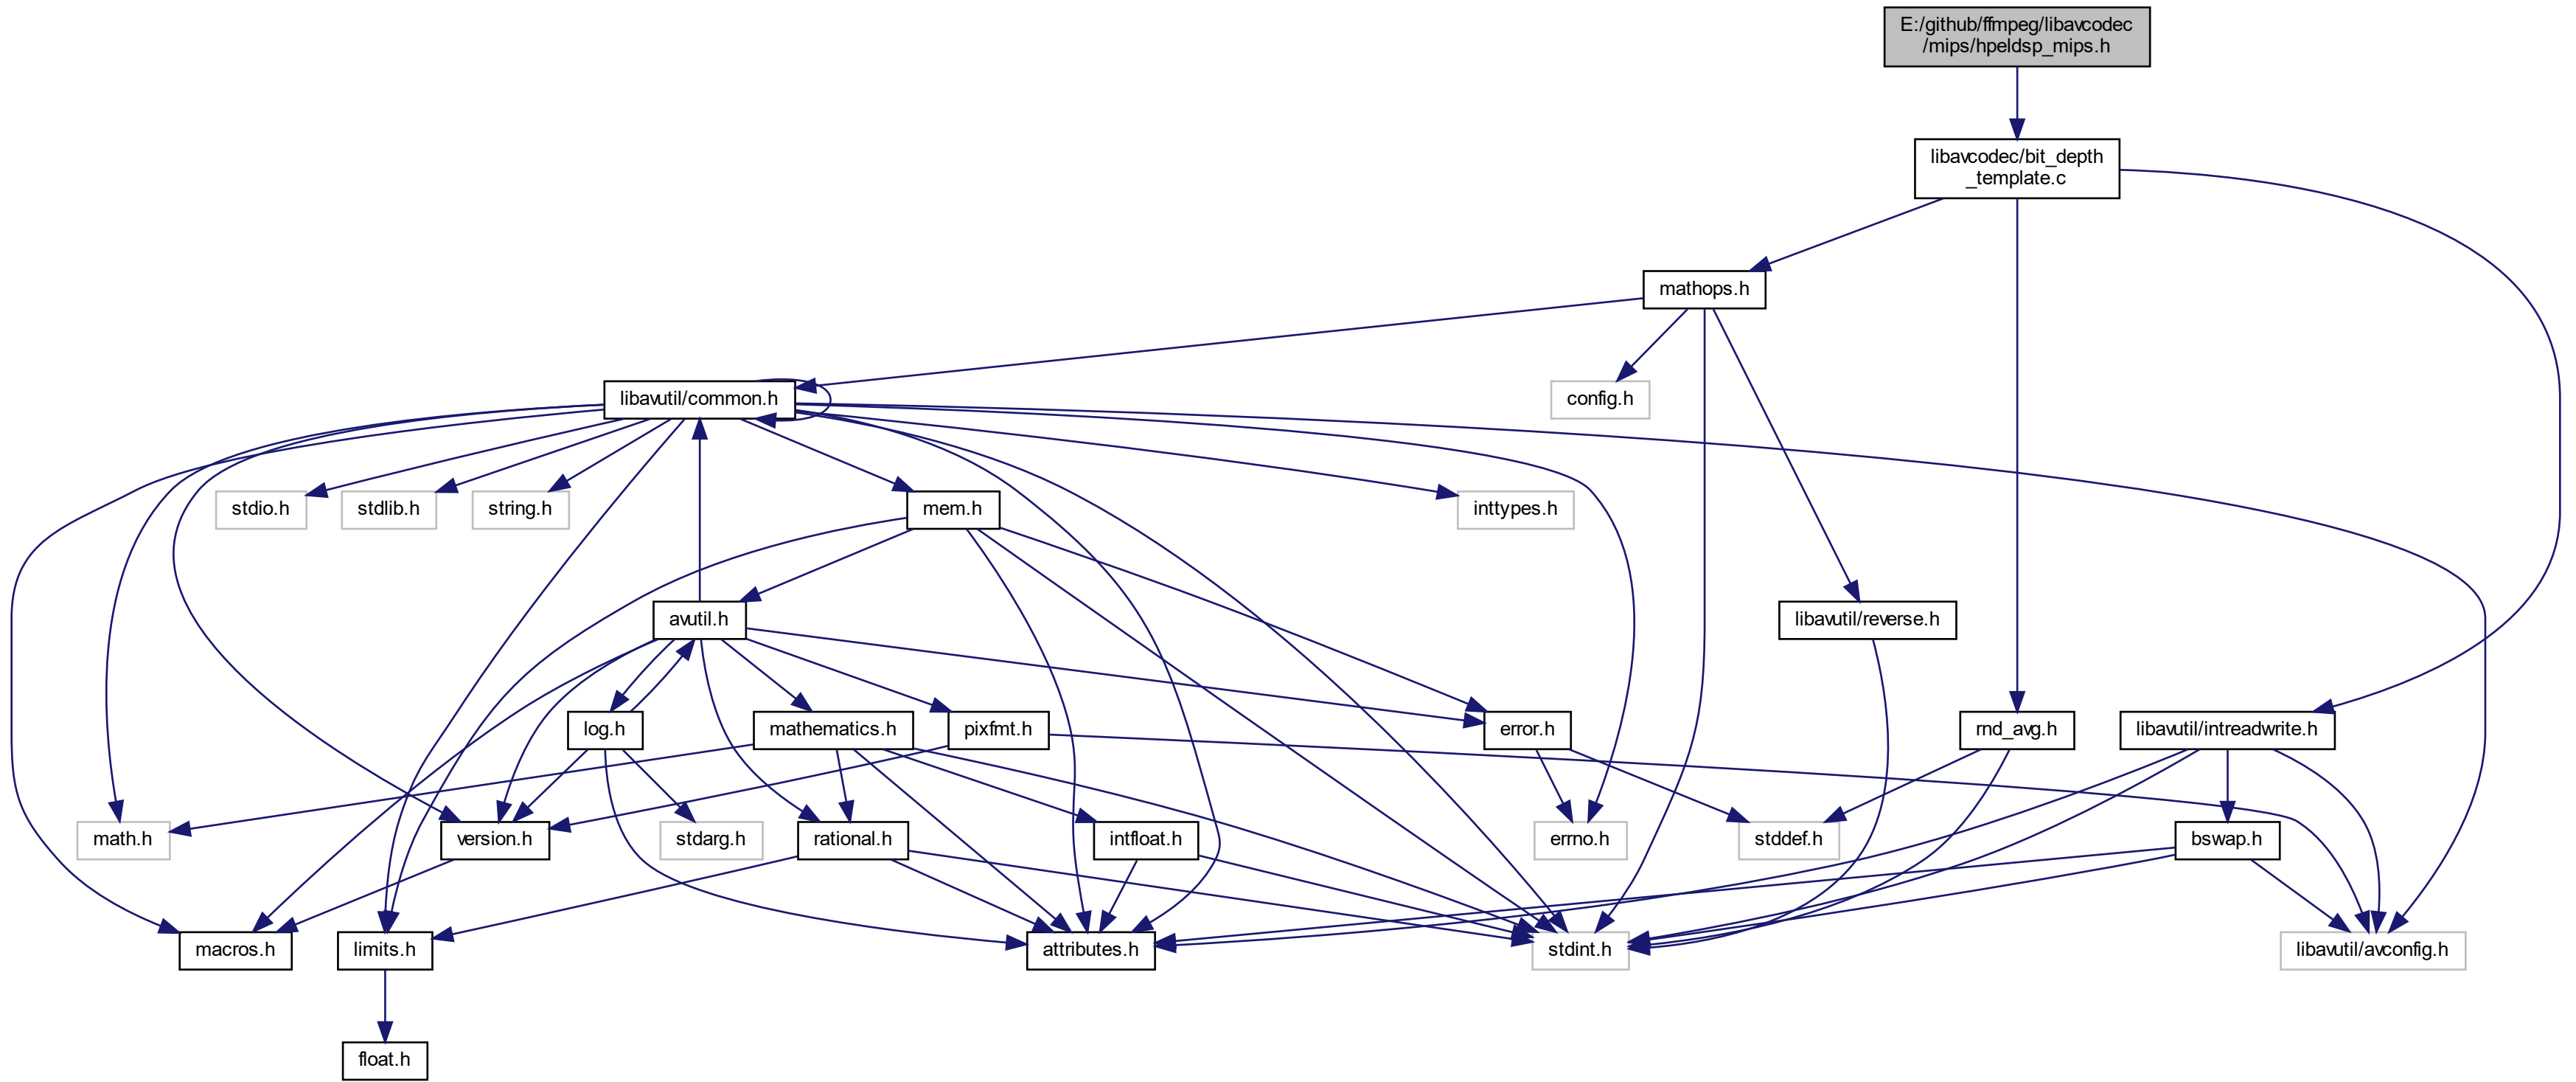 E:/github/ffmpeg/libavcodec
/mips/hpeldsp_mips.h
libavcodec/bit_depth
_template.c
mathops.h
libavutil/common.h
config.h
stdio.h
stdlib.h
string.h
mem.h
inttypes.h
avutil.h
libavutil/reverse.h
log.h
mathematics.h
pixfmt.h
error.h
rnd_avg.h
libavutil/intreadwrite.h
math.h
version.h
stdarg.h
rational.h
intfloat.h
errno.h
stddef.h
bswap.h
macros.h
limits.h
attributes.h
stdint.h
libavutil/avconfig.h
float.h